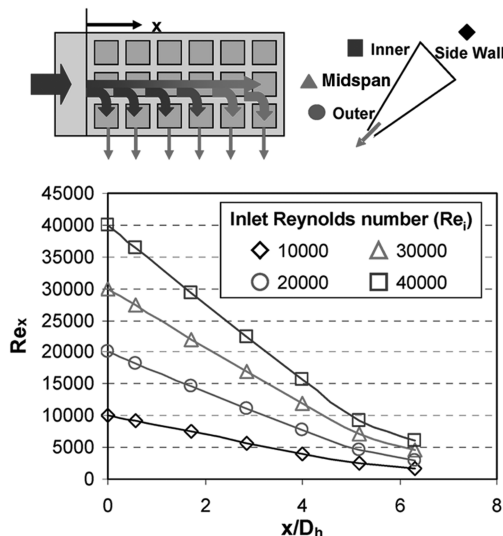 x
Inner
Side Wall
Midspan
Outer
Inlet Reynolds number (Reᵢ)
10000 30000
20000 40000
45000
40000
35000
30000
25000
20000
15000
10000
5000
0
Reₓ
0 2 4 6 8
x/Dₕ